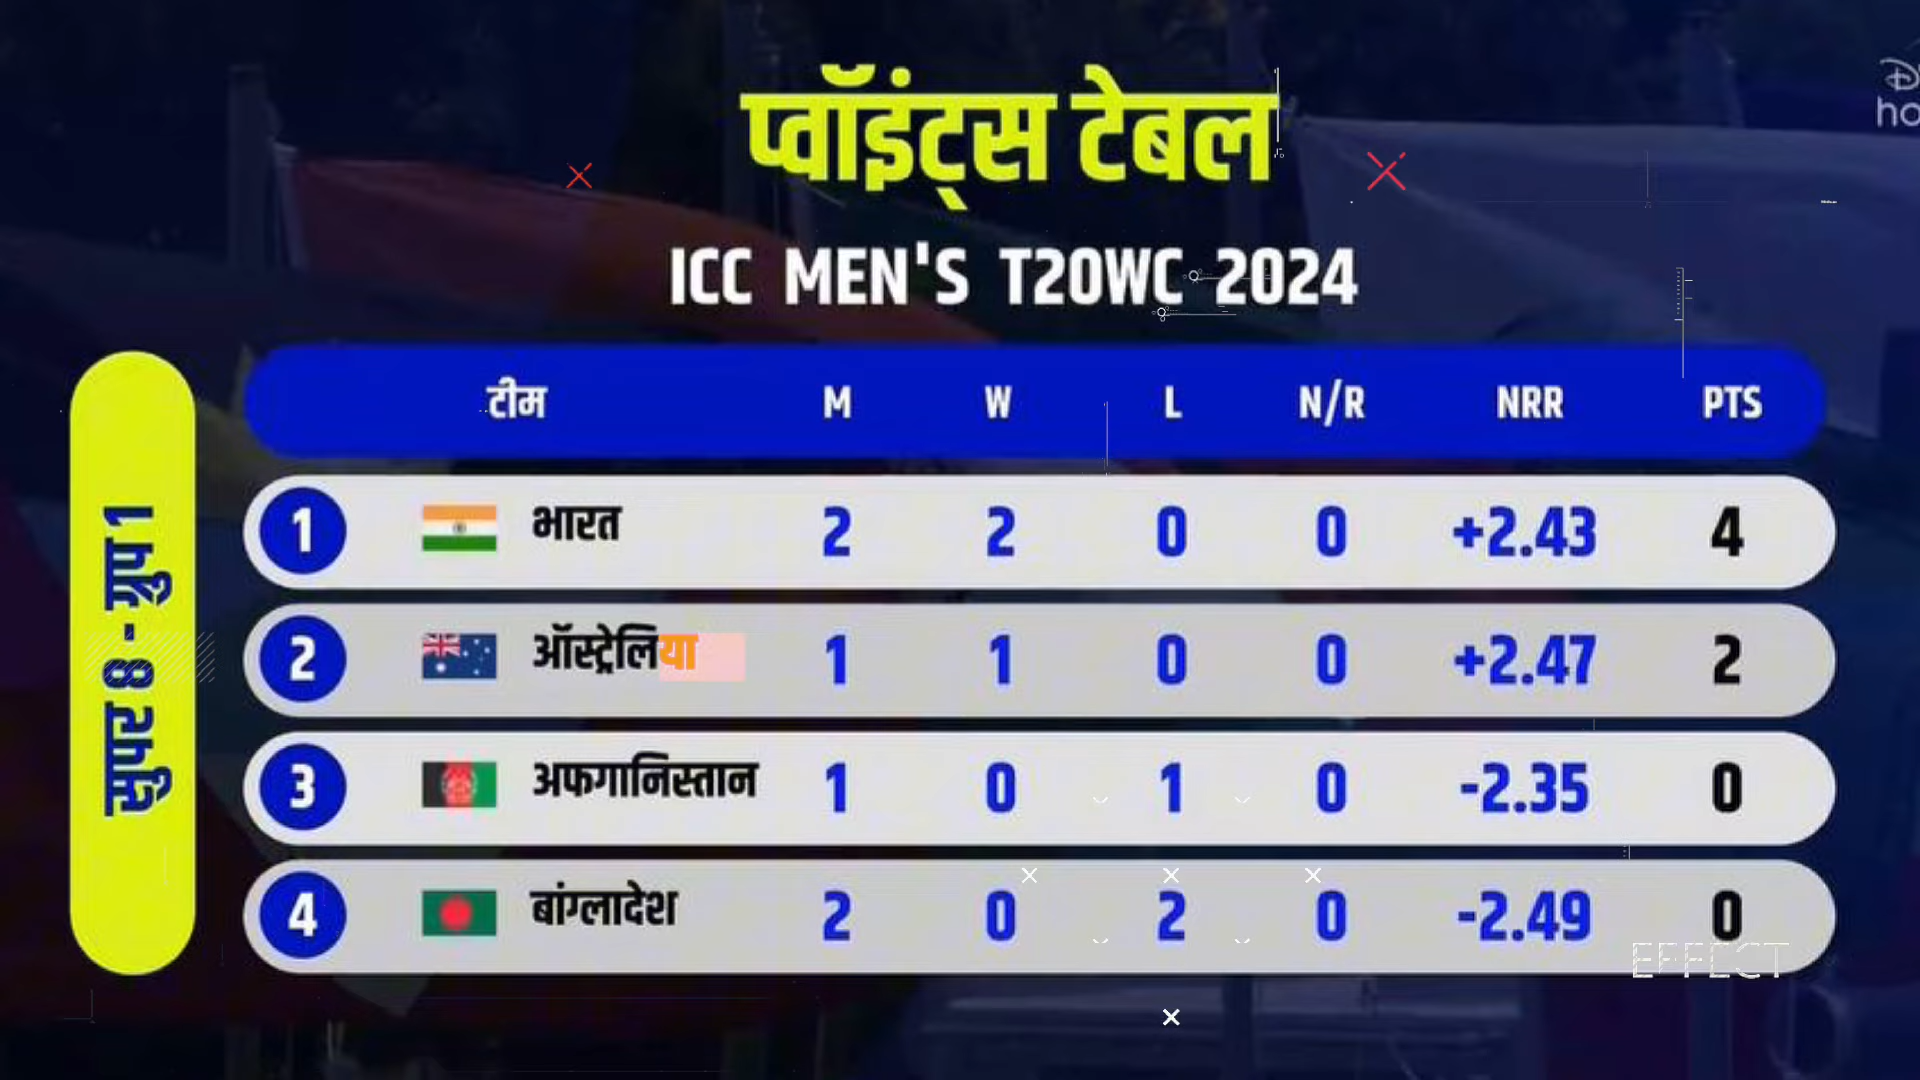 प्वॉइंट्स टेबल
ICC MEN'S T20WC 2024
सुपर 8 - ग्रुप 1
टीम M W L N/R NRR PTS
1 भारत 2 2 0 0 +2.43 4
2 ऑस्ट्रेलिया 1 1 0 0 +2.47 2
3 अफगानिस्तान 1 0 1 0 -2.35 0
4 बांग्लादेश 2 0 2 0 -2.49 0
EFFECT